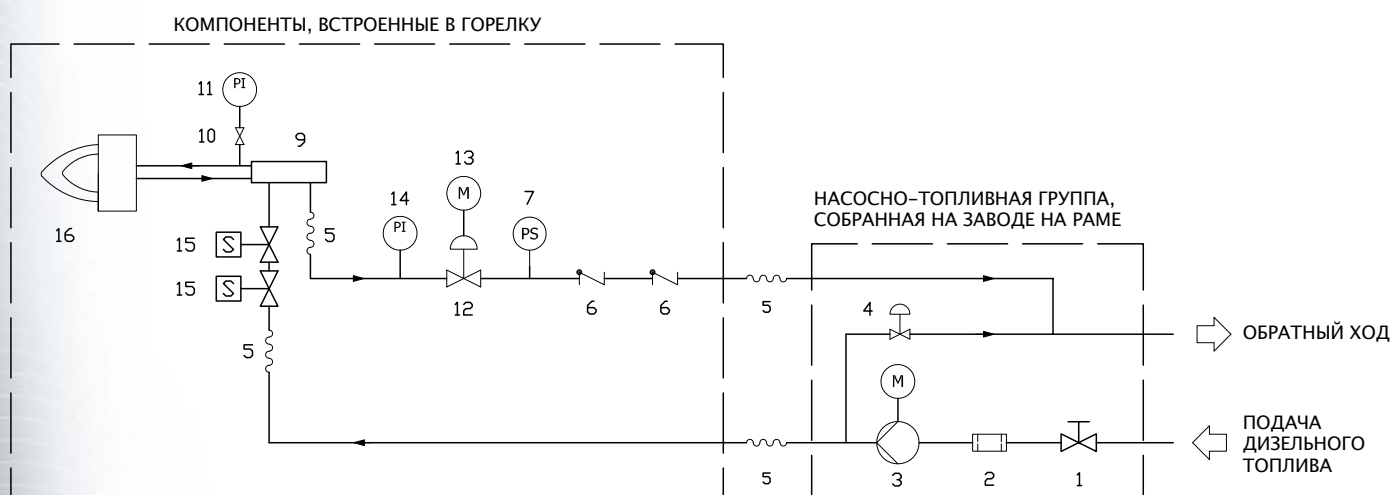 КОМПОНЕНТЫ, ВСТРОЕННЫЕ В ГОРЕЛКУ
11 PI
10
9
16
13
M
14
PI
7
PS
5
15 S
15 S
12
6
6
5
5
НАСОСНО-ТОПЛИВНАЯ ГРУППА,
СОБРАННАЯ НА ЗАВОДЕ НА РАМЕ
4
ОБРАТНЫЙ ХОД
M
ПОДАЧА
ДИЗЕЛЬНОГО
ТОПЛИВА
5
3
2
1